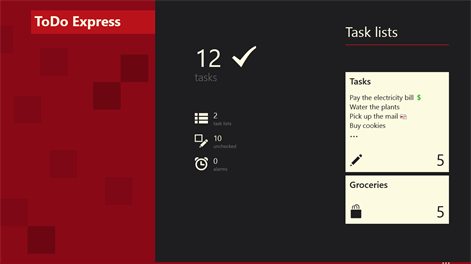 ToDo Express
12
tasks
2
task lists
10
unchecked
0
alarms
Task lists
Tasks
Pay the electricity bill 💲
Water the plants
Pick up the mail
Buy cookies
...
5
Groceries
5
...